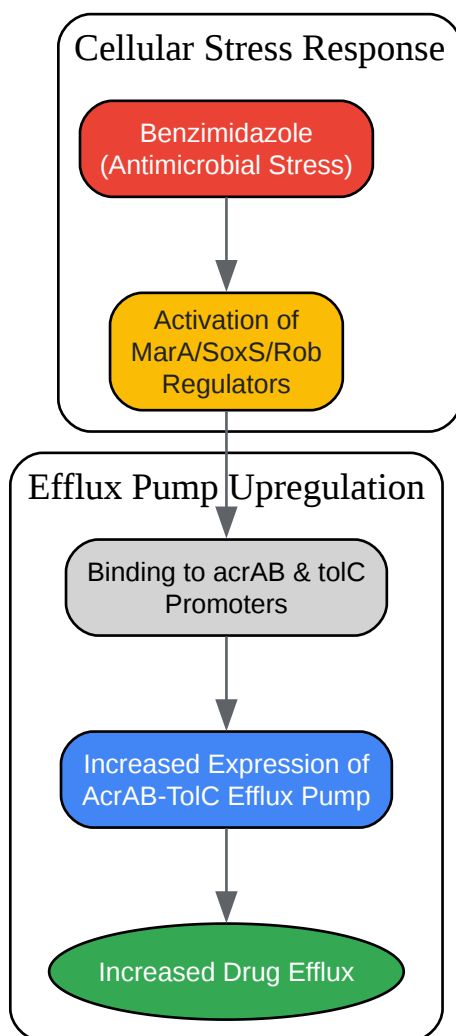 Cellular Stress Response
Benzimidazole
(Antimicrobial Stress)
Activation of
MarA/SoxS/Rob
Regulators
Efflux Pump Upregulation
Binding to acrAB & tolC
Promoters
Increased Expression of
AcrAB-TolC Efflux Pump
Increased Drug Efflux